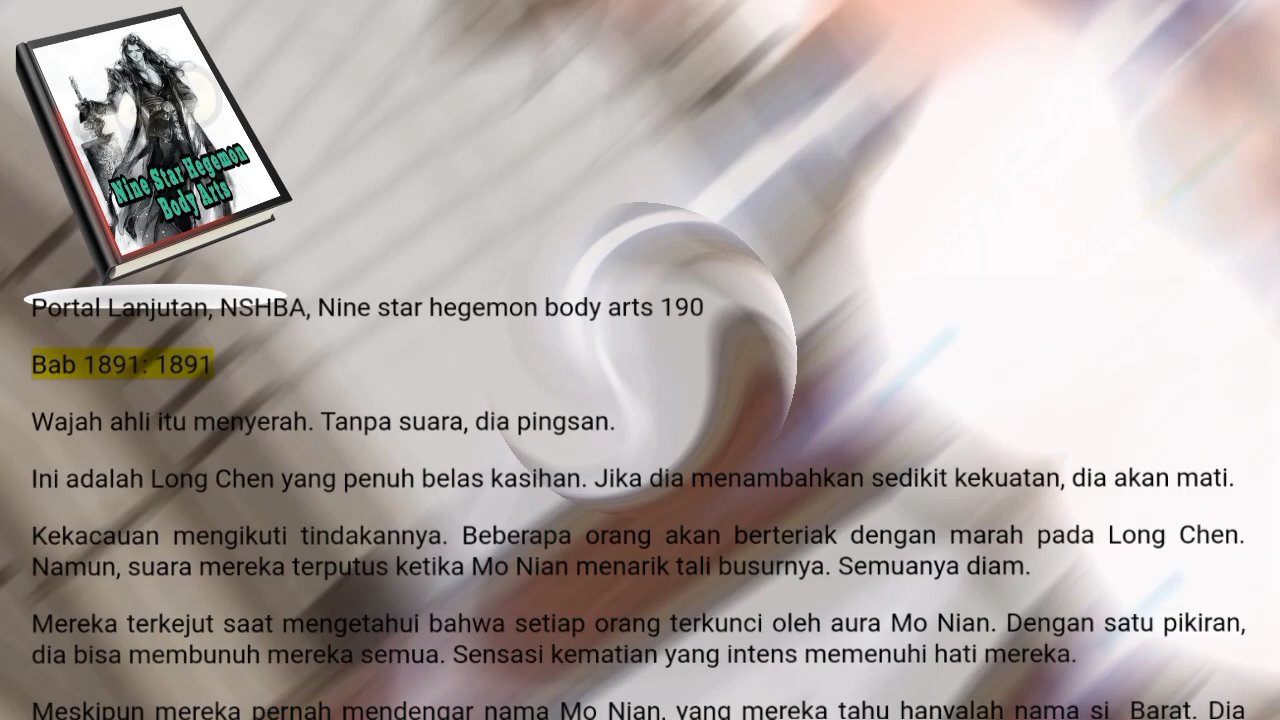 Nine Star Hegemon
Body Arts
Portal Lanjutan, NSHBA, Nine star hegemon body arts 190
Bab 1891: 1891
Wajah ahli itu menyerah. Tanpa suara, dia pingsan.
Ini adalah Long Chen yang penuh belas kasihan. Jika dia menambahkan sedikit kekuatan, dia akan mati.
Kekacauan mengikuti tindakannya. Beberapa orang akan berteriak dengan marah pada Long Chen.
Namun, suara mereka terputus ketika Mo Nian menarik tali busurnya. Semuanya diam.
Mereka terkejut saat mengetahui bahwa setiap orang terkunci oleh aura Mo Nian. Dengan satu pikiran,
dia bisa membunuh mereka semua. Sensasi kematian yang intens memenuhi hati mereka.
Meskipun mereka pernah mendengar nama Mo Nian, yang mereka tahu hanyalah nama si  Barat. Dia